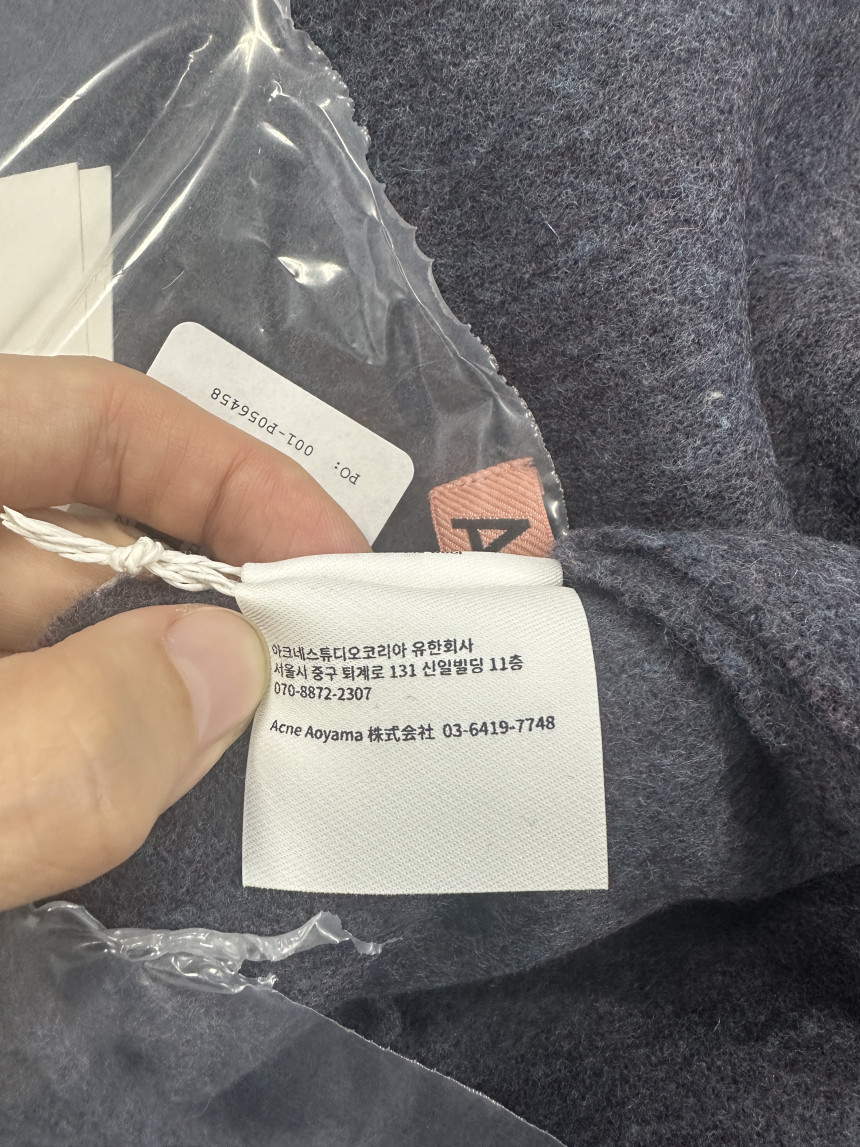 PO: 001-P056458
A
아크네스튜디오코리아 유한회사
서울시 중구 퇴계로 131 신일빌딩 11층
070-8872-2307
Acne Aoyama 株式会社 03-6419-7748